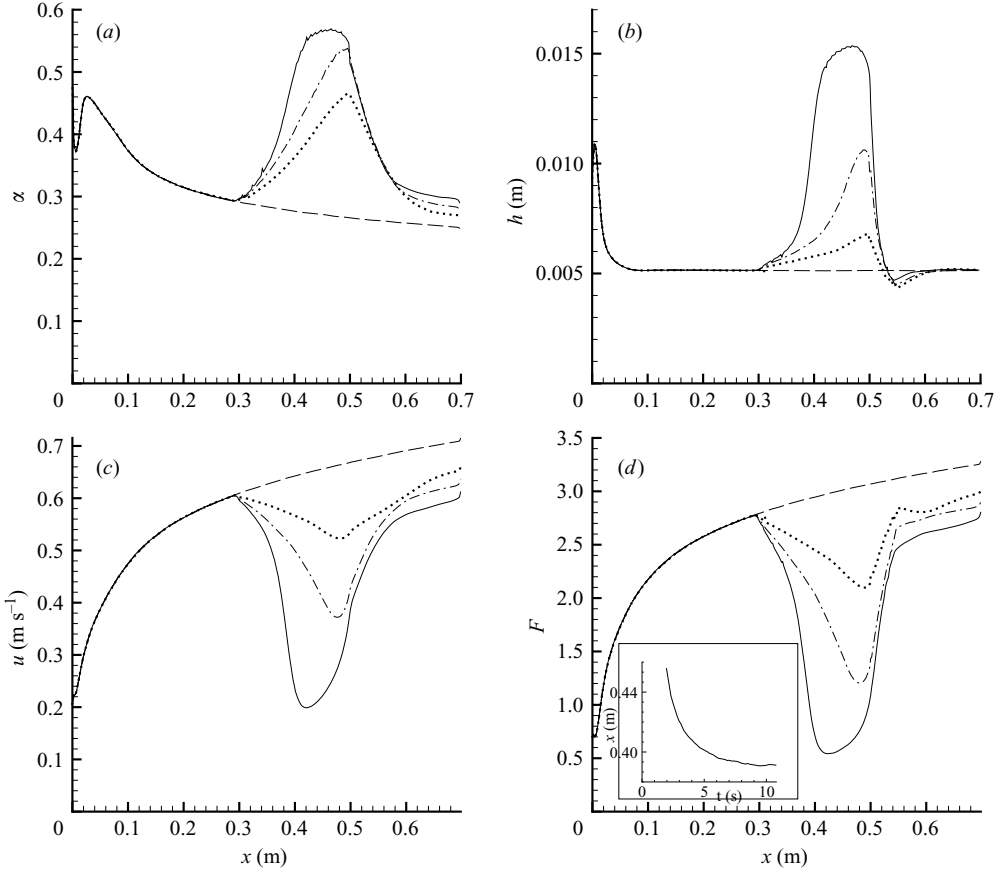 (a)
0.6
0.5
0.4
0.3
0.2
0.1
α
0 0.1 0.2 0.3 0.4 0.5 0.6 0.7
(b)
0.015
0.010
0.005
h (m)
0 0.1 0.2 0.3 0.4 0.5 0.6 0.7
(c)
0.7
0.6
0.5
0.4
0.3
0.2
0.1
u (m s⁻¹)
0 0.1 0.2 0.3 0.4 0.5 0.6
x (m)
(d)
3.5
3.0
2.5
2.0
1.5
1.0
0.5
F
0.44
0.40
x (m)
0 5 10
t (s)
0 0.1 0.2 0.3 0.4 0.5 0.6
x (m)